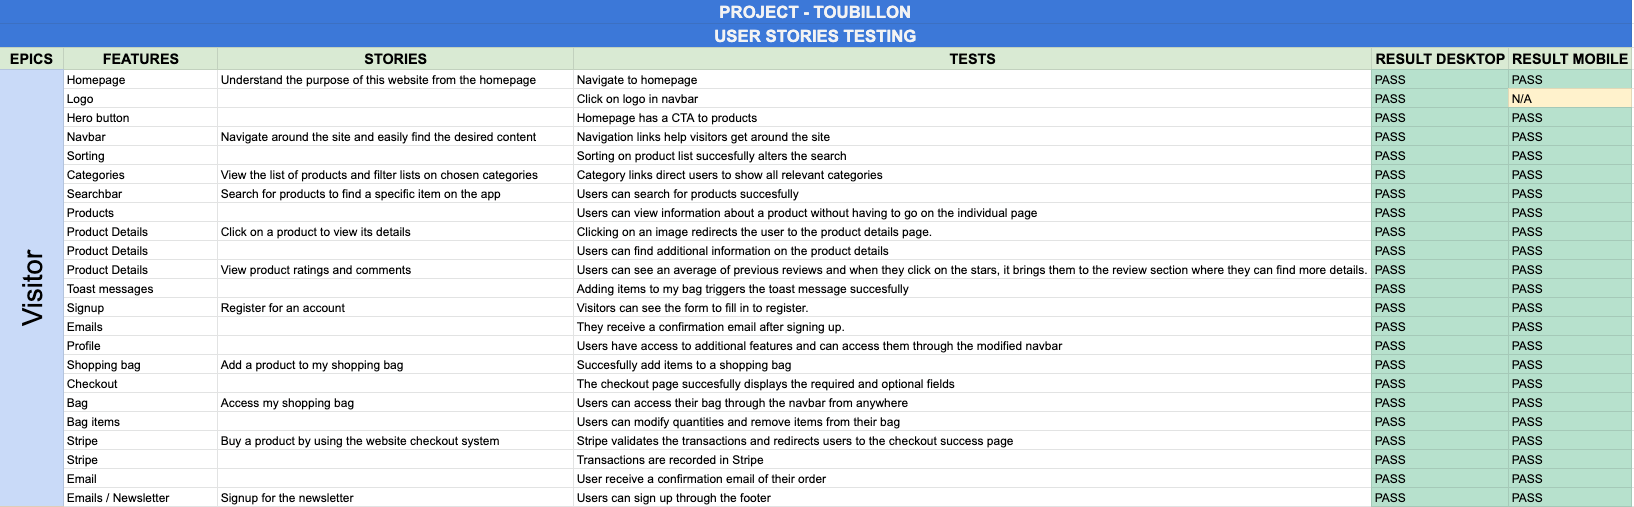 PROJECT - TOUBILLON
USER STORIES TESTING
EPICS FEATURES STORIES TESTS RESULT DESKTOP RESULT MOBILE
Visitor
Homepage Understand the purpose of this website from the homepage Navigate to homepage PASS PASS
Logo Click on logo in navbar PASS N/A
Hero button Homepage has a CTA to products PASS PASS
Navbar Navigate around the site and easily find the desired content Navigation links help visitors get around the site PASS PASS
Sorting Sorting on product list succesfully alters the search PASS PASS
Categories View the list of products and filter lists on chosen categories Category links direct users to show all relevant categories PASS PASS
Searchbar Search for products to find a specific item on the app Users can search for products succesfully PASS PASS
Products Users can view information about a product without having to go on the individual page PASS PASS
Product Details Click on a product to view its details Clicking on an image redirects the user to the product details page. PASS PASS
Product Details Users can find additional information on the product details PASS PASS
Product Details View product ratings and comments Users can see an average of previous reviews and when they click on the stars, it brings them to the review section where they can find more details. PASS PASS
Toast messages Adding items to my bag triggers the toast message succesfully PASS PASS
Signup Register for an account Visitors can see the form to fill in to register. PASS PASS
Emails They receive a confirmation email after signing up. PASS PASS
Profile Users have access to additional features and can access them through the modified navbar PASS PASS
Shopping bag Add a product to my shopping bag Succesfully add items to a shopping bag PASS PASS
Checkout The checkout page succesfully displays the required and optional fields PASS PASS
Bag Access my shopping bag Users can access their bag through the navbar from anywhere PASS PASS
Bag items Users can modify quantities and remove items from their bag PASS PASS
Stripe Buy a product by using the website checkout system Stripe validates the transactions and redirects users to the checkout success page PASS PASS
Stripe Transactions are recorded in Stripe PASS PASS
Email User receive a confirmation email of their order PASS PASS
Emails / Newsletter Signup for the newsletter Users can sign up through the footer PASS PASS